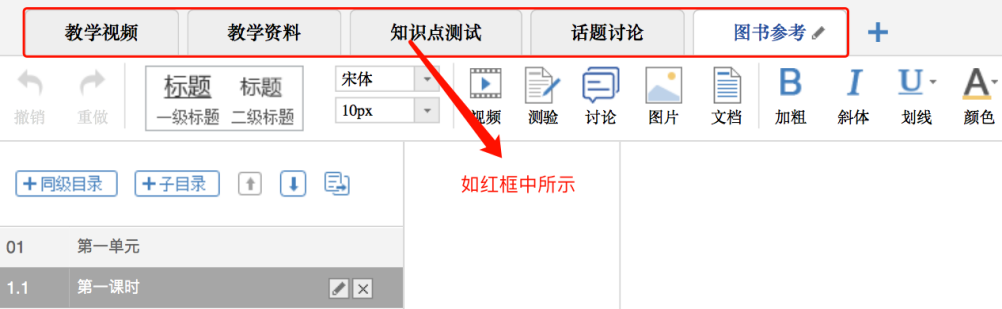 教学视频 教学资料 知识点测试 话题讨论 图书参考
标题 标题 宋体
一级标题 二级标题 10px
撤销 重做 视频 测验 讨论 图片 文档 加粗 斜体 划线 颜色
B I U A
+同级目录 +子目录
如红框中所示
01 第一单元
1.1 第一课时